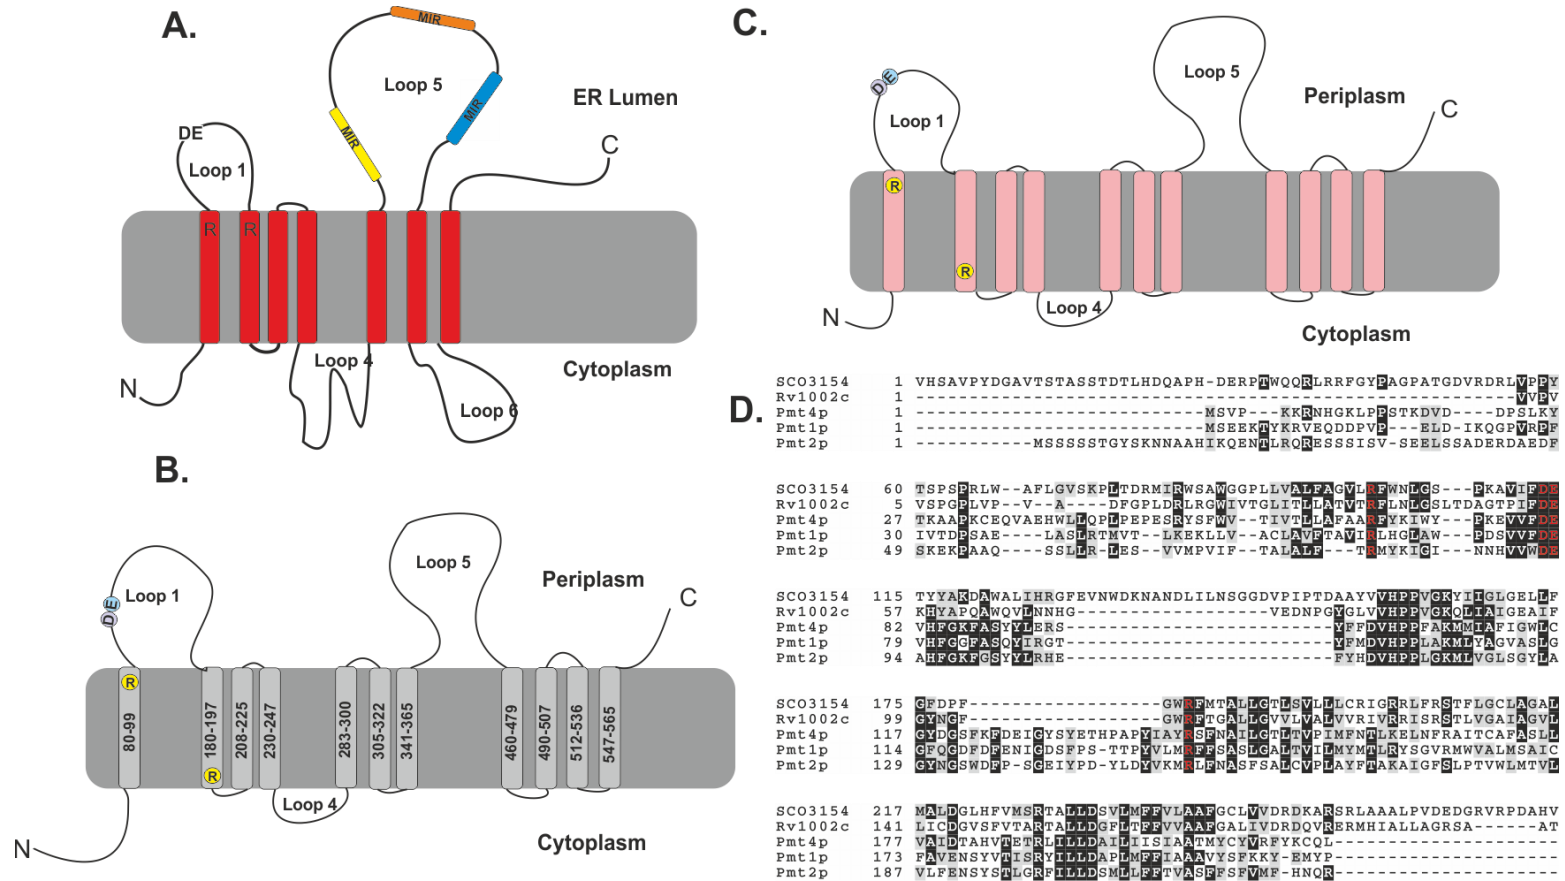 A.
MIR
Loop 5
MIR
MIR
ER Lumen
DE
Loop 1
C
R
R
Loop 4
Cytoplasm
N
Loop 6
B.
Loop 5
Periplasm
Loop 1
E
D
C
R
80-99
180-197
208-225
230-247
283-300
305-322
341-365
460-479
490-507
512-536
547-565
R
Loop 4
Cytoplasm
N
C.
Loop 5
Periplasm
E
D
Loop 1
C
R
R
Loop 4
N
Cytoplasm
D.
SCO3154 1 VHSAVPYDGAVTSTASSTDTLHDQAPH-DERPTWQQRLRRFGYPAGPATGDVRDRLVPPY
Rv1002c 1 --------------------------------------------------------VVPV
Pmt4p 1 ---------------------------MSVP---KKRNHGKLPPSTKDVD----DPSLKY
Pmt1p 1 ---------------------------MSEEKTYKRVEQDDPVP---ELD-IKQGPVRPF
Pmt2p 1 -----------MSSSSSTGYSKNNAAHIKQENTLRQRESSSISV-SEELSSADERDAEDF
SCO3154 60 TSPSPRLW--AFLGVSKPLTDRMIRWSAWGGPLLVALFAGVLRFWNLGS---PKAVIFDE
Rv1002c 5 VSPGPLVP--V--A---DFGPLDRLRGWIVTGLITLLATVTRFLNLGSLTDAGTPIFDE
Pmt4p 27 TKAAPKCEQVAEHWLLQPLPEPESRYSFWV--TIVTLLAFAARFYKIWY---PKEVVFDE
Pmt1p 30 IVTDPSAE---LASLRTMVT--LKEKLLV--ACLAVFTAVIRLHGLAW---PDSVVFDE
Pmt2p 49 SKEKPAAQ---SSLLR-LES--VVMPVIF--TALALF---TRMYKIGI---NNHVVWDE
SCO3154 115 TYYAKDAWALIHRGFEVNWDKNANDLILNSGGDVPIPTDAAYVVHPPVGKYIIGLGELLF
Rv1002c 57 KHYAPQAWQVLNNHG--------------------VEDNPGYGLVVHPPVGKQLIAIGEAIF
Pmt4p 82 VHFGKFASYYLERS-------------------------YFFDVHPPFAKMMIAFIGWLC
Pmt1p 79 VHFGGFASQYIRGT-------------------------YFMDVHPPLAKMLYAGVASLG
Pmt2p 94 AHFGKFGSYYLRHE-------------------------FYHDVHPPLGKMLVGLSGYLA
SCO3154 175 GFDPF------------------GWRFMTALLGTLSVLLLCRIGRRLFRSTFLGCLAGAL
Rv1002c 99 GYNGF------------------GWRFTGALLGVVLVALVVRIVRRISRSTLVGAIAGVL
Pmt4p 117 GYDGSFKFDEIGYSYETHPAPYIAYRSFNAILGTLTVPIMFNTLKELNFRAITCAFASLL
Pmt1p 114 GFQGDFDFENIGDSFPS-TTPYVLMRFFSASLGALTVILMYMTLRYSGVRMWVALMSAIC
Pmt2p 129 GYNGSWDFP-SGEIYPD-YLDYVKMRLFNASFSALCVPLAYFTAKAIGFSLPTVWLMTVL
SCO3154 217 MALDGLHFVMSRTALLDSVLMFFVLAAFGCLVVDRDKARSRLAAALPVDEDGRVRPDAHV
Rv1002c 141 LICDGVSFVTARTALLDGFLTFFVVAAFGALIVDRDQVRERMHIALLAGRSA------AT
Pmt4p 177 VAIDTAHVTETRLILLDAILIISIAATMYCYVRFYKCQL---------------------
Pmt1p 173 FAVENSYVTISRYILLDAPLMFFIAAAVYSFKKY-EMYP---------------------
Pmt2p 187 VLFENSYSTLGRFILLDSMLLFFTVASFFSFVMF-HNQR---------------------